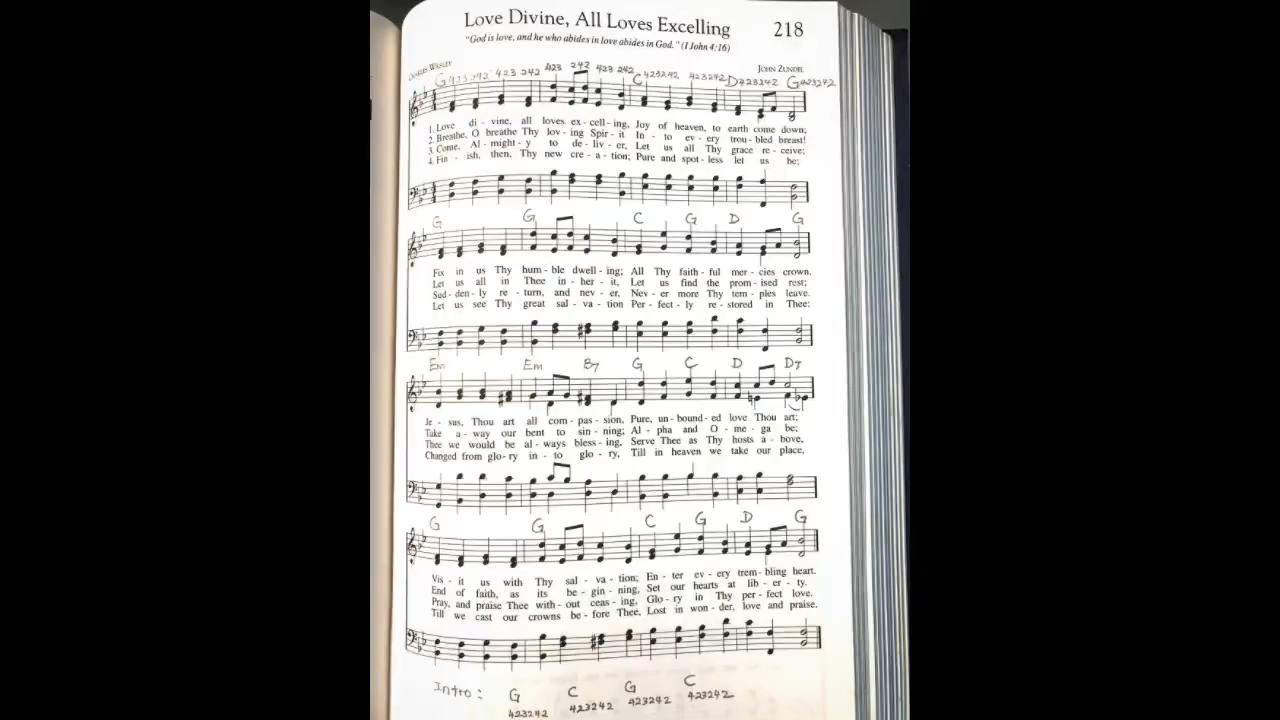 Love Divine, All Loves Excelling 218
"God is love, and he who abides in love abides in God." (I John 4:16)
CHARLES WESLEY JOHN ZUNDEL
G 423 242 423 242 423 242 423 242 C 423242 423242 D 423242 G 423242
1. Love di - vine, all loves ex - cell - ing, Joy of heaven, to earth come down;
2. Breathe, O breathe Thy lov - ing Spir - it In - to ev - ery trou - bled breast!
3. Come, Al - might - y to de - liv - er, Let us all Thy grace re - ceive;
4. Fin - ish, then, Thy new cre - a - tion; Pure and spot - less let us be;
G G C G D G
Fix in us Thy hum - ble dwell - ing; All Thy faith - ful mer - cies crown.
Let us all in Thee in - her - it, Let us find the prom - ised rest;
Sud - den - ly re - turn, and nev - er, Nev - er more Thy tem - ples leave.
Let us see Thy great sal - va - tion Per - fect - ly re - stored in Thee:
Em Em B7 G C D D7
Je - sus, Thou art all com - pas - sion, Pure, un - bound - ed love Thou art;
Take a - way our bent to sin - ning; Al - pha and O - me - ga be;
Thee we would be al - ways bless - ing, Serve Thee as Thy hosts a - bove,
Changed from glo - ry in - to glo - ry, Till in heaven we take our place,
G G C G D G
Vis - it us with Thy sal - va - tion; En - ter ev - ery trem - bling heart.
End of faith, as its be - gin - ning, Set our hearts at lib - er - ty.
Pray, and praise Thee with - out ceas - ing, Glo - ry in Thy per - fect love.
Till we cast our crowns be - fore Thee, Lost in won - der, love and praise.
Intro : G C G C
423242 423242 423242 423242